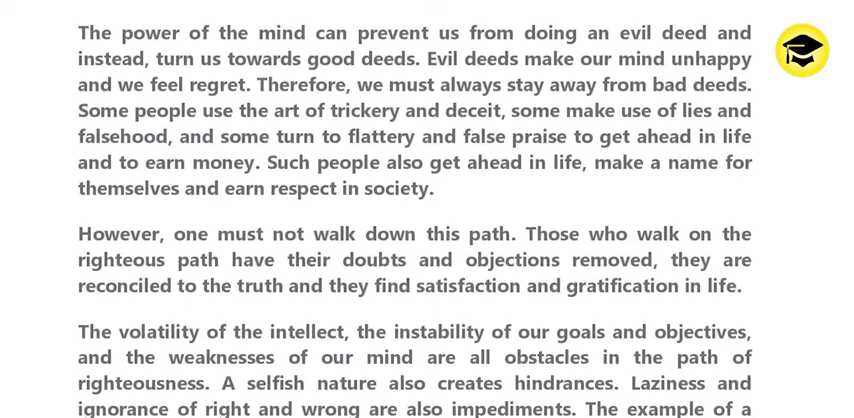 The power of the mind can prevent us from doing an evil deed and
instead, turn us towards good deeds. Evil deeds make our mind unhappy
and we feel regret. Therefore, we must always stay away from bad deeds.
Some people use the art of trickery and deceit, some make use of lies and
falsehood, and some turn to flattery and false praise to get ahead in life
and to earn money. Such people also get ahead in life, make a name for
themselves and earn respect in society.
However, one must not walk down this path. Those who walk on the
righteous path have their doubts and objections removed, they are
reconciled to the truth and they find satisfaction and gratification in life.
The volatility of the intellect, the instability of our goals and objectives,
and the weaknesses of our mind are all obstacles in the path of
righteousness. A selfish nature also creates hindrances. Laziness and
ignorance of right and wrong are also impediments. The example of a